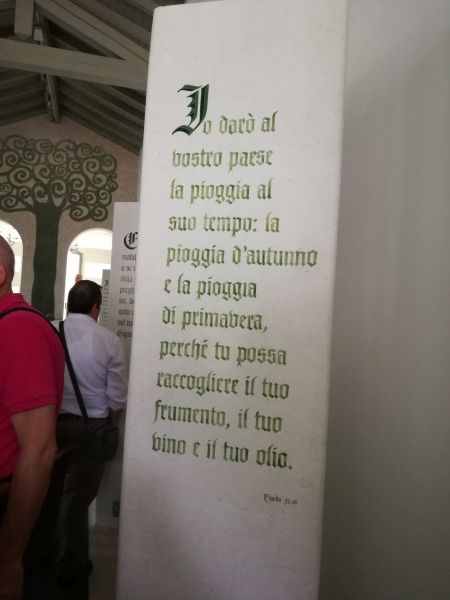 Io darò al
vostro paese
la pioggia al
suo tempo: la
pioggia d'autunno
e la pioggia
di primavera,
perché tu possa
raccogliere il tuo
frumento, il tuo
vino e il tuo olio.